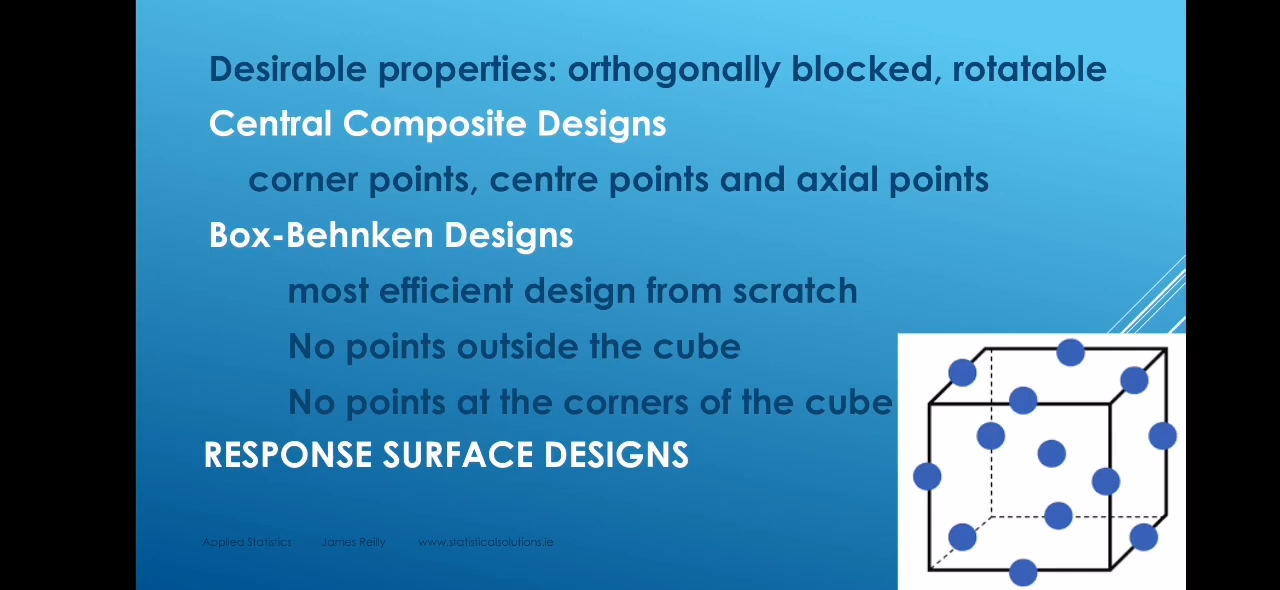 Desirable properties: orthogonally blocked, rotatable
Central Composite Designs
corner points, centre points and axial points
Box-Behnken Designs
most efficient design from scratch
No points outside the cube
No points at the corners of the cube
RESPONSE SURFACE DESIGNS
Applied Statistics James Reilly www.statisticalsolutions.ie